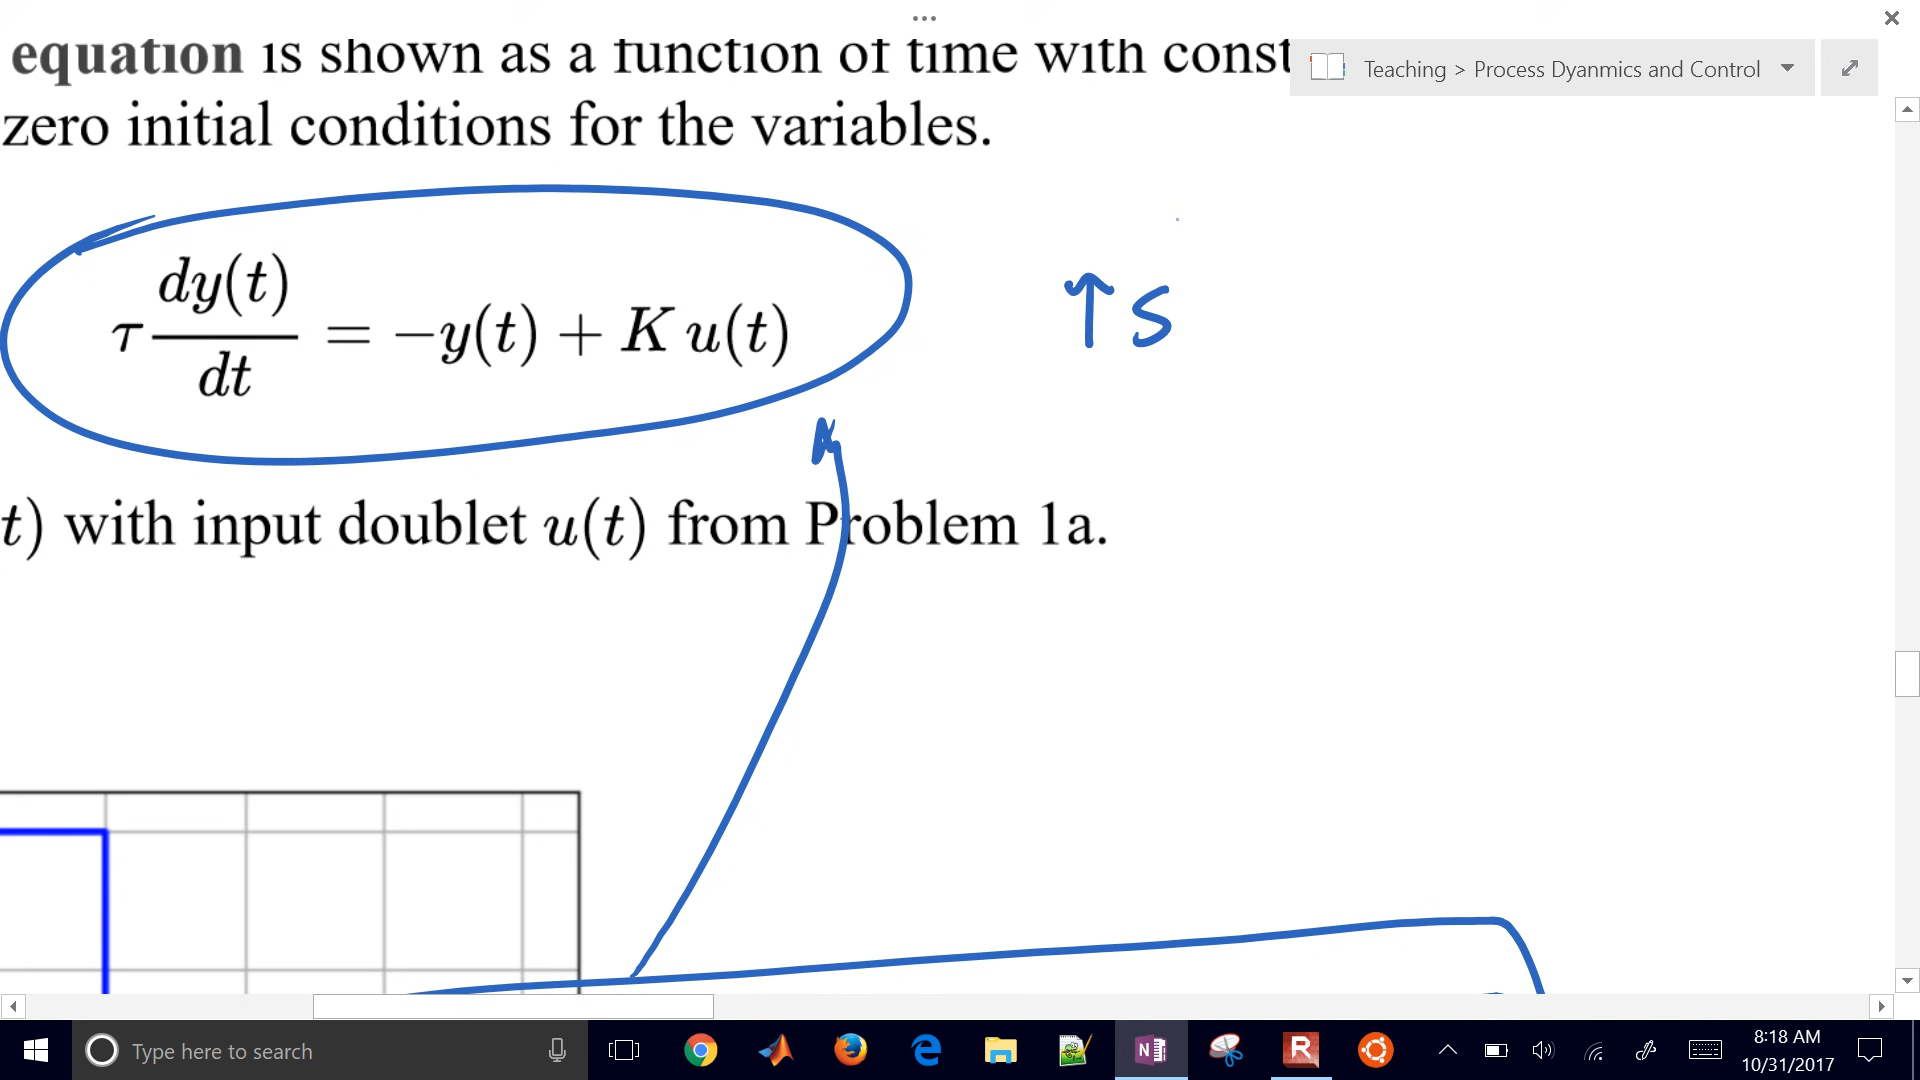 equation is shown as a function of time with const
Teaching > Process Dyanmics and Control
zero initial conditions for the variables.
τ dy(t)/dt = −y(t) + K u(t)
↑ s
t) with input doublet u(t) from Problem 1a.
Type here to search
8:18 AM
10/31/2017